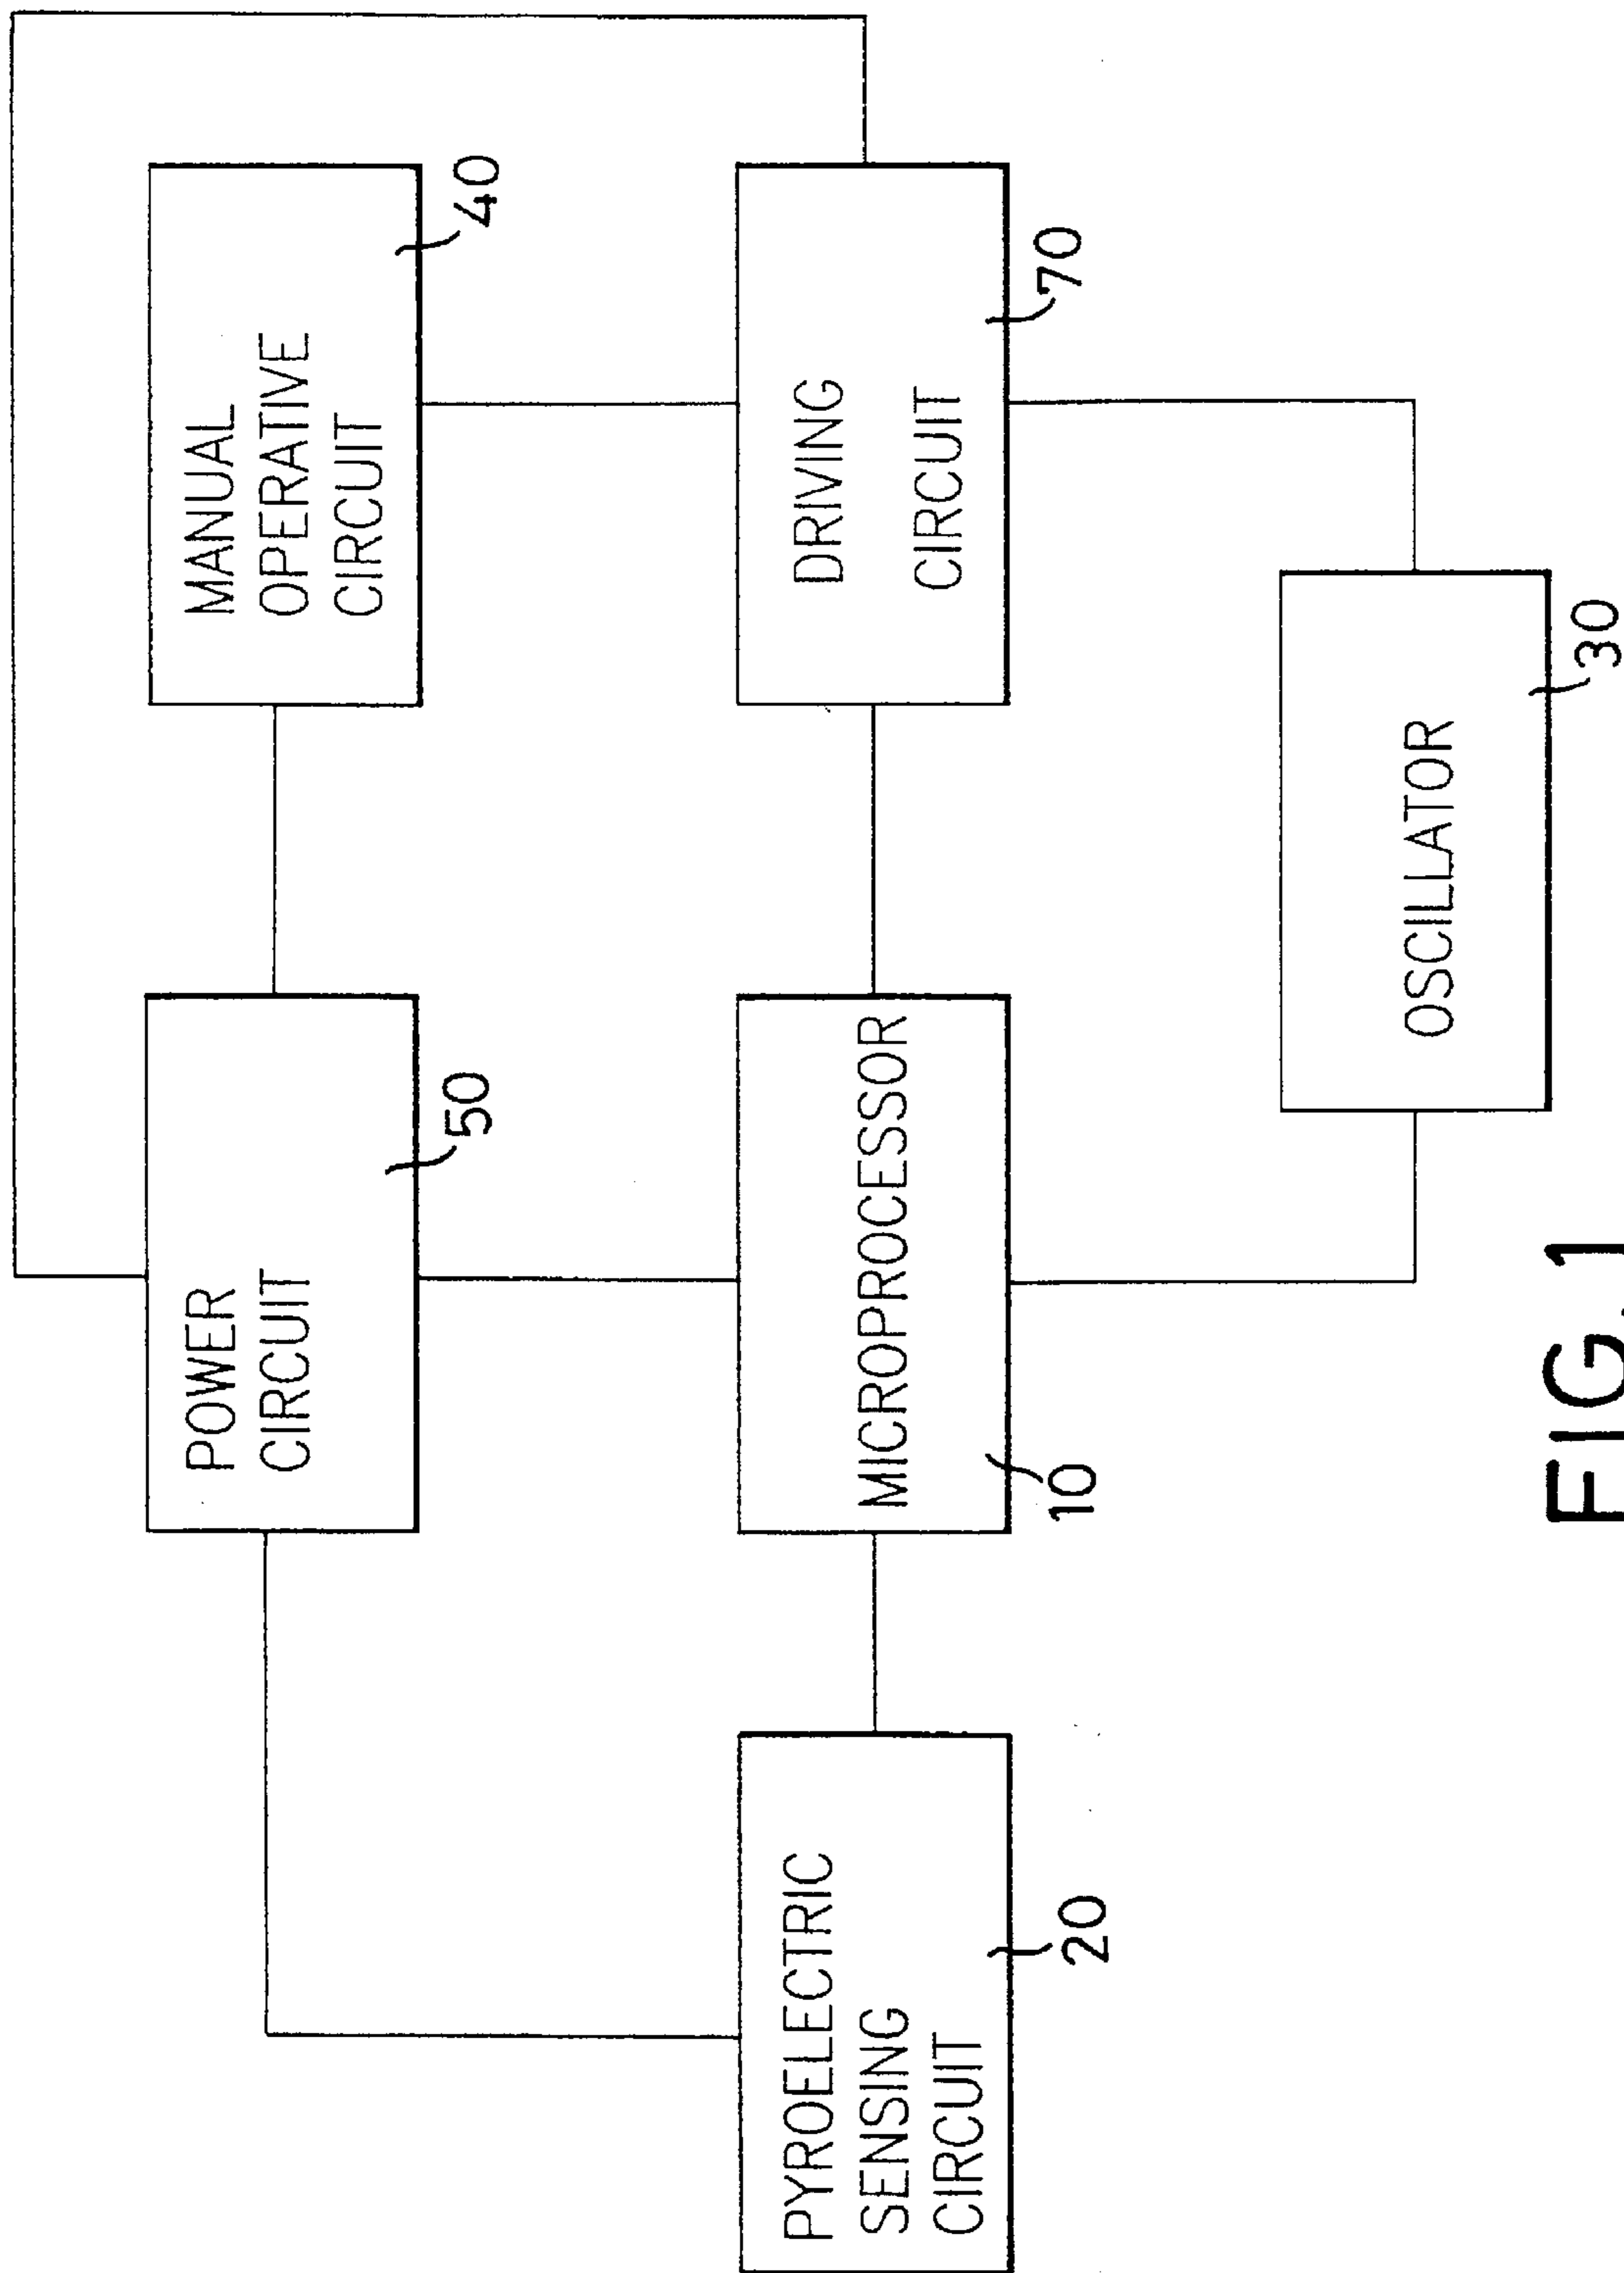 POWER
CIRCUIT
50
MANUAL
OPERATIVE
CIRCUIT
40
PYROELECTRIC
SENSING
CIRCUIT
20
MICROPROCESSOR
10
DRIVING
CIRCUIT
70
OSCILLATOR
30
FIG. 1